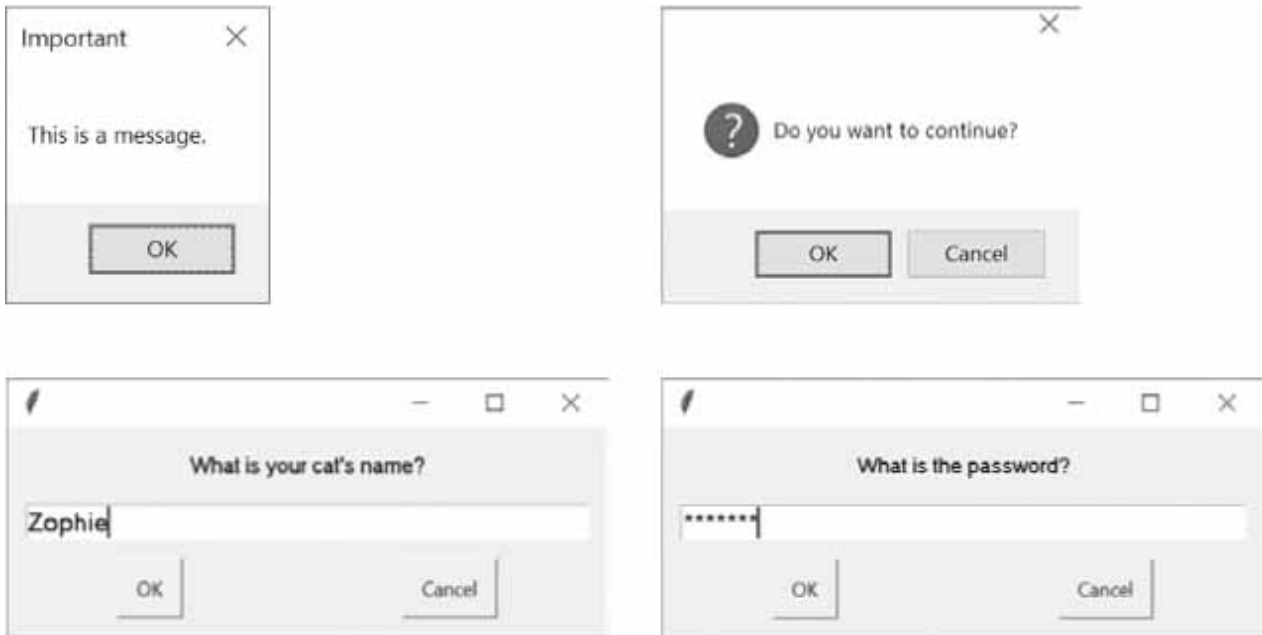 Important
This is a message.
OK
Do you want to continue?
OK Cancel
What is your cat's name?
Zophie
OK Cancel
What is the password?
*******
OK Cancel